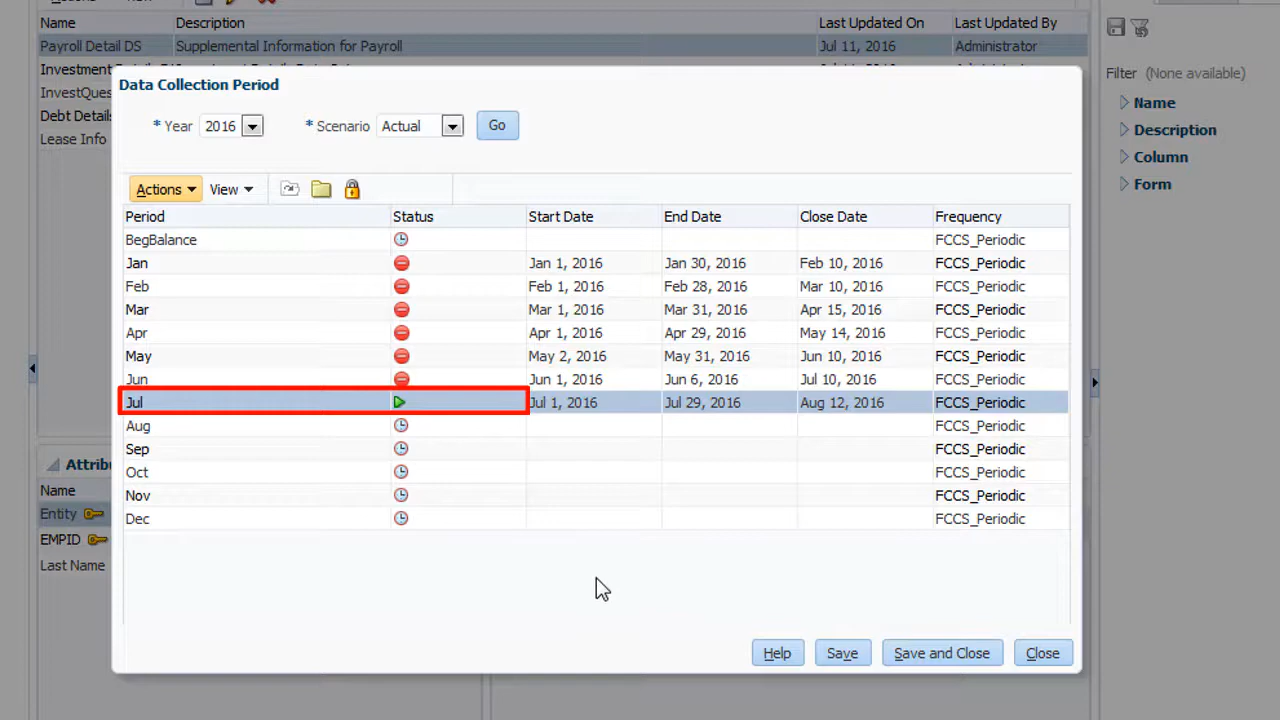 Name Description Last Updated On Last Updated By
Payroll Detail DS Supplemental Information for Payroll Jul 11, 2016 Administrator
Investment
InvestQues
Debt Details
Lease Info
Data Collection Period
* Year 2016 * Scenario Actual Go
Actions View
Period Status Start Date End Date Close Date Frequency
BegBalance FCCS_Periodic
Jan Jan 1, 2016 Jan 30, 2016 Feb 10, 2016 FCCS_Periodic
Feb Feb 1, 2016 Feb 28, 2016 Mar 10, 2016 FCCS_Periodic
Mar Mar 1, 2016 Mar 31, 2016 Apr 15, 2016 FCCS_Periodic
Apr Apr 1, 2016 Apr 29, 2016 May 14, 2016 FCCS_Periodic
May May 2, 2016 May 31, 2016 Jun 10, 2016 FCCS_Periodic
Jun Jun 1, 2016 Jun 6, 2016 Jul 10, 2016 FCCS_Periodic
Jul Jul 1, 2016 Jul 29, 2016 Aug 12, 2016 FCCS_Periodic
Aug FCCS_Periodic
Sep FCCS_Periodic
Oct FCCS_Periodic
Nov FCCS_Periodic
Dec FCCS_Periodic
Help Save Save and Close Close
Attrib
Name
Entity
EMPID
Last Name
Filter (None available)
Name
Description
Column
Form